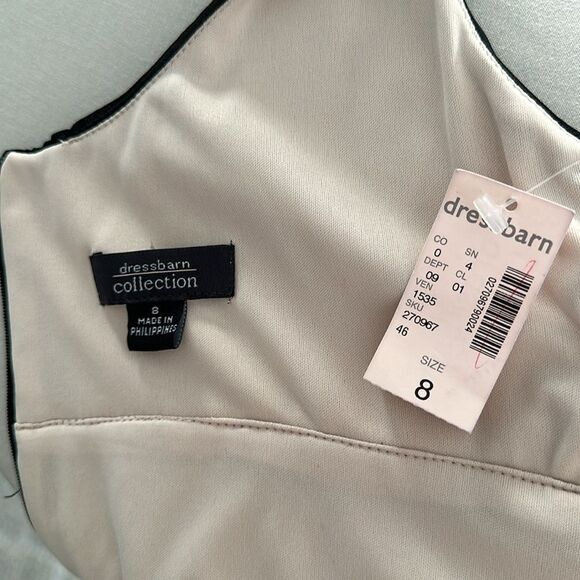 dressbarn
collection
8
MADE IN
PHILIPPINES
dressbarn
CO SN
0 4
DEPT CL
09 01
VEN
1535
SKU
270967
46
027096790024
SIZE
8